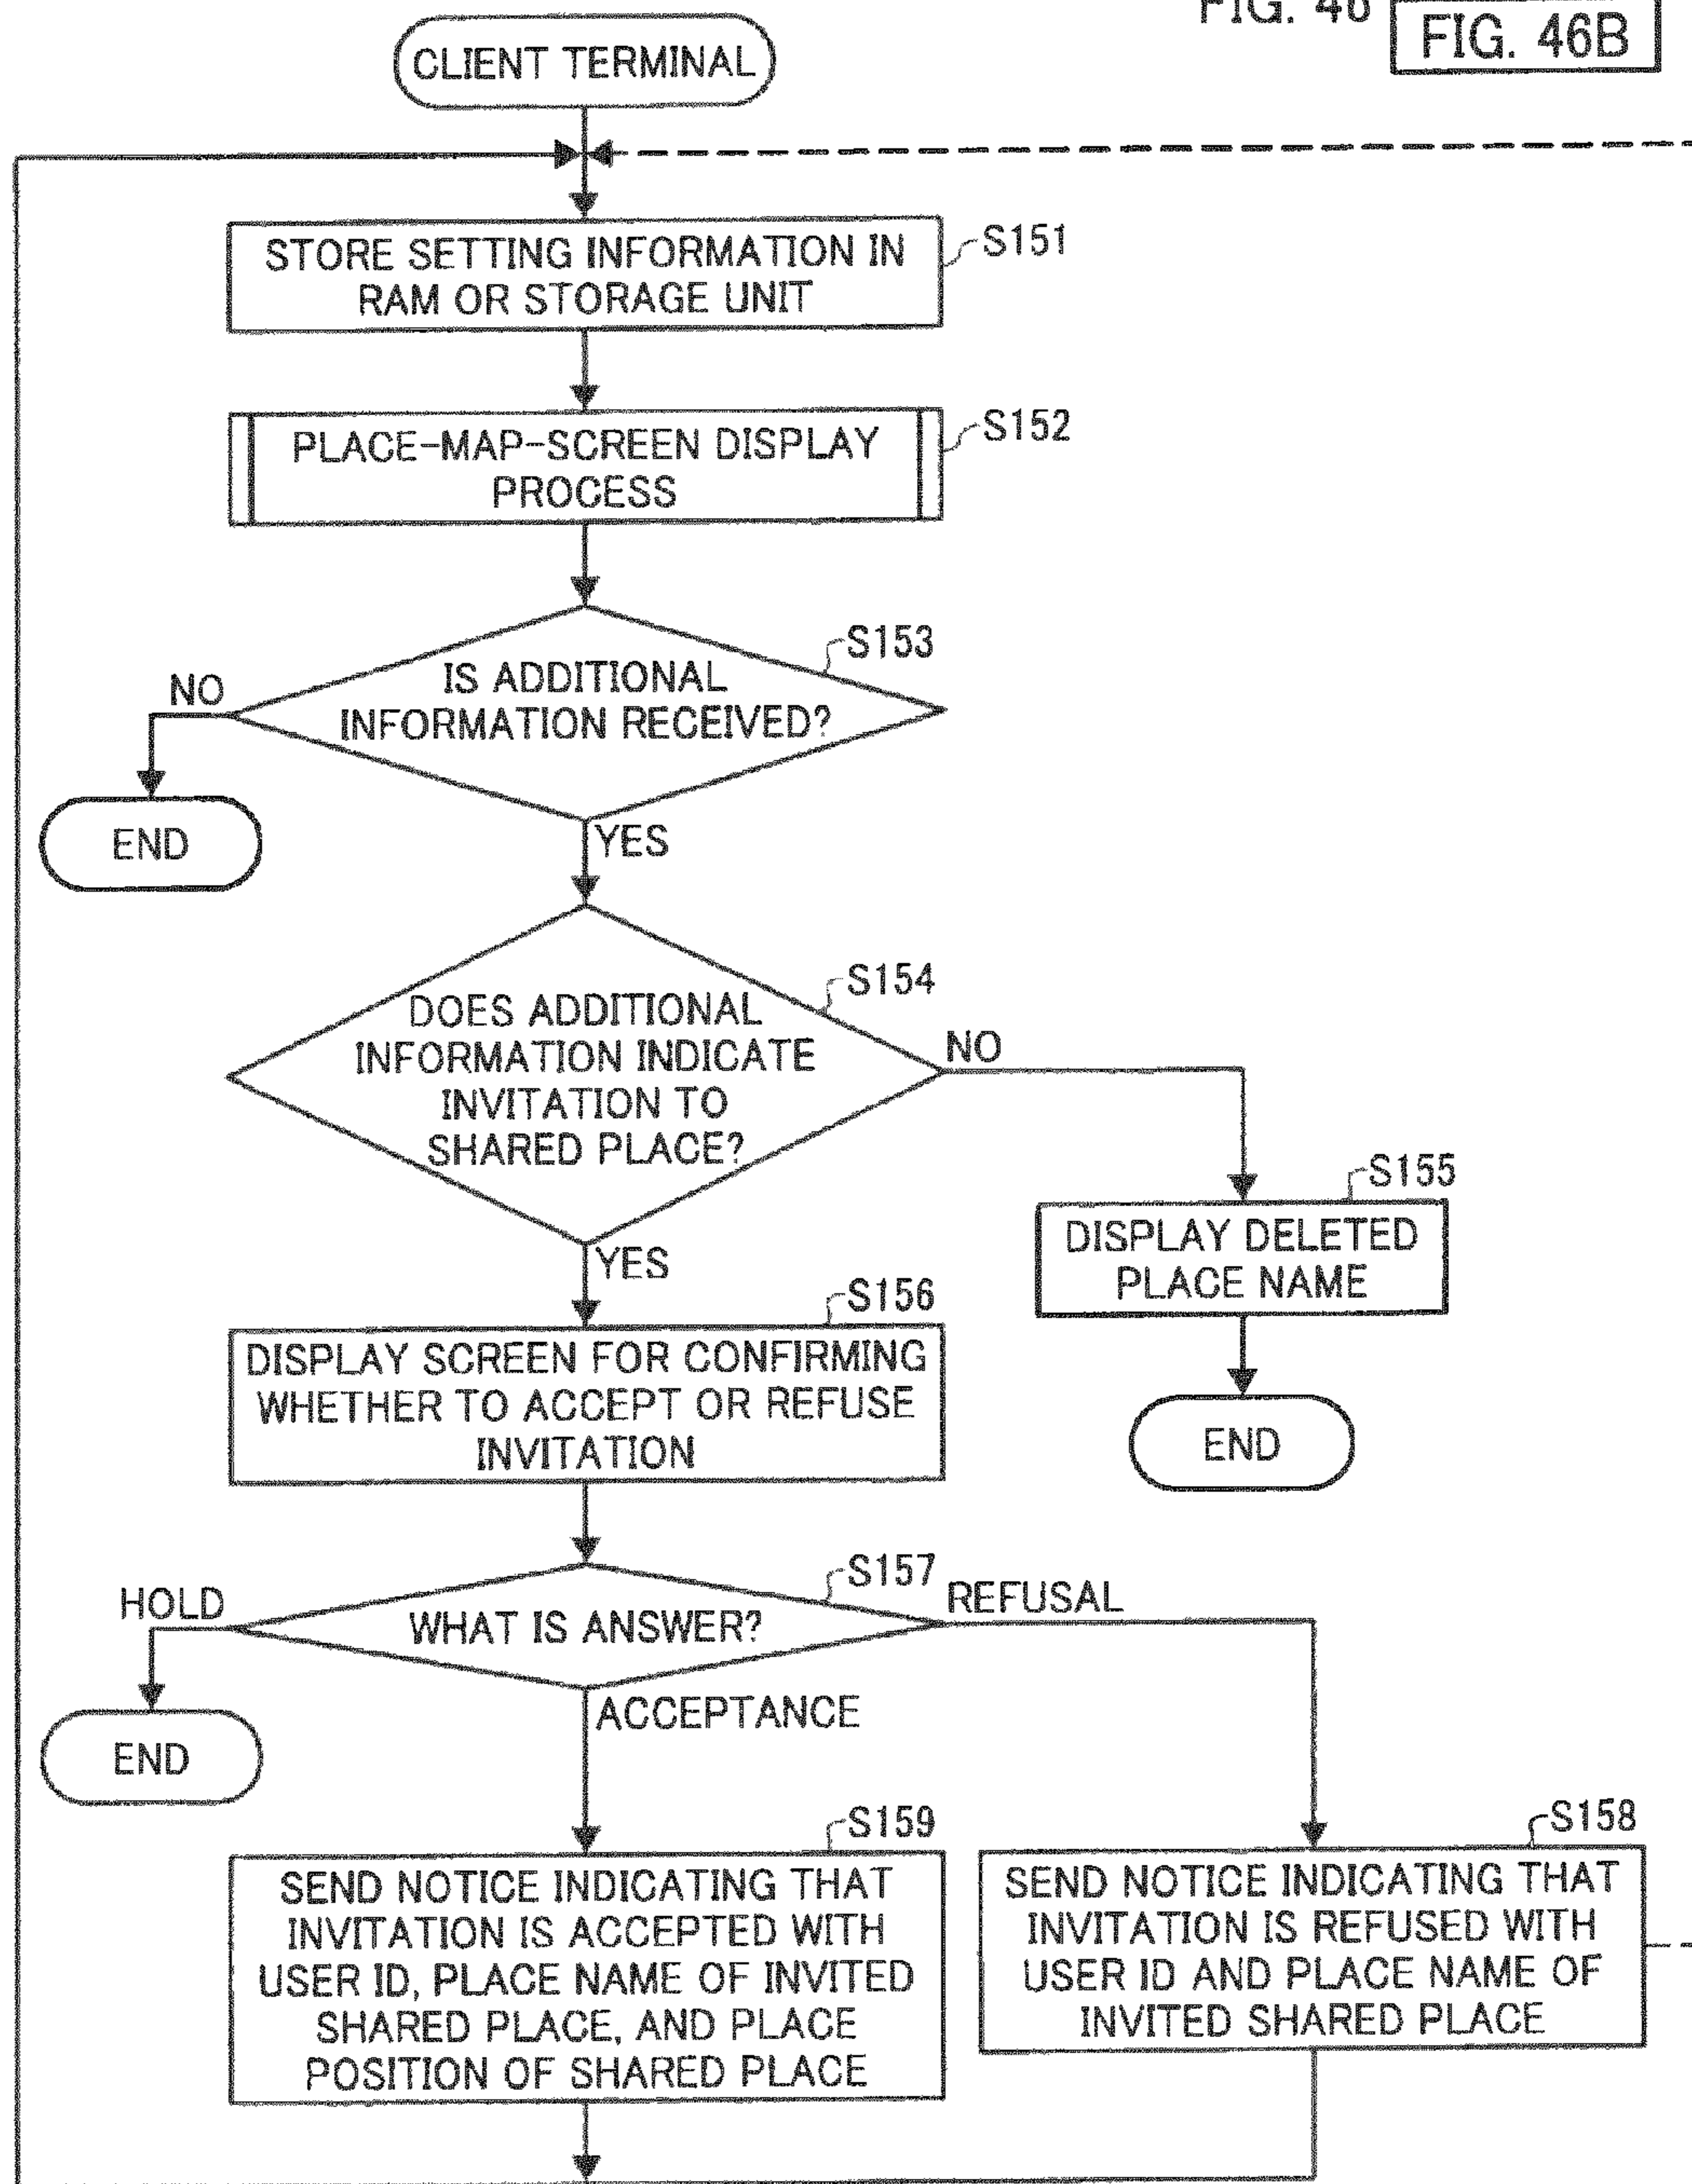 FIG. 46
FIG. 46B
CLIENT TERMINAL
STORE SETTING INFORMATION IN
RAM OR STORAGE UNIT
S151
PLACE-MAP-SCREEN DISPLAY
PROCESS
S152
S153
IS ADDITIONAL
INFORMATION RECEIVED?
NO
END
YES
S154
DOES ADDITIONAL
INFORMATION INDICATE
INVITATION TO
SHARED PLACE?
NO
S155
DISPLAY DELETED
PLACE NAME
END
YES
S156
DISPLAY SCREEN FOR CONFIRMING
WHETHER TO ACCEPT OR REFUSE
INVITATION
S157
WHAT IS ANSWER?
HOLD
END
REFUSAL
ACCEPTANCE
S159
SEND NOTICE INDICATING THAT
INVITATION IS ACCEPTED WITH
USER ID, PLACE NAME OF INVITED
SHARED PLACE, AND PLACE
POSITION OF SHARED PLACE
S158
SEND NOTICE INDICATING THAT
INVITATION IS REFUSED WITH
USER ID AND PLACE NAME OF
INVITED SHARED PLACE